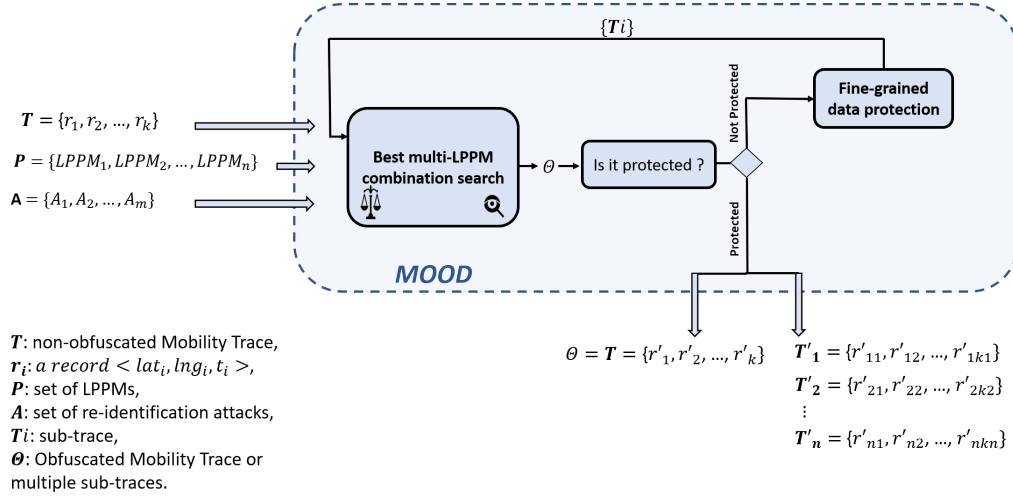 {Ti}
Fine-grained
data protection
Not Protected
T = {r₁, r₂, ..., rₖ}
P = {LPPM₁, LPPM₂, ..., LPPMₙ}
A = {A₁, A₂, ..., Aₘ}
Best multi-LPPM
combination search
Θ
Is it protected ?
Protected
MOOD
Θ = T = {r'₁, r'₂, ..., r'ₖ}
T'₁ = {r'₁₁, r'₁₂, ..., r'₁ₖ₁}
T'₂ = {r'₂₁, r'₂₂, ..., r'₂ₖ₂}
⋮
T'ₙ = {r'ₙ₁, r'ₙ₂, ..., r'ₙₖₙ}
T: non-obfuscated Mobility Trace,
rᵢ: a record < latᵢ, lngᵢ, tᵢ >,
P: set of LPPMs,
A: set of re-identification attacks,
Ti: sub-trace,
Θ: Obfuscated Mobility Trace or
multiple sub-traces.